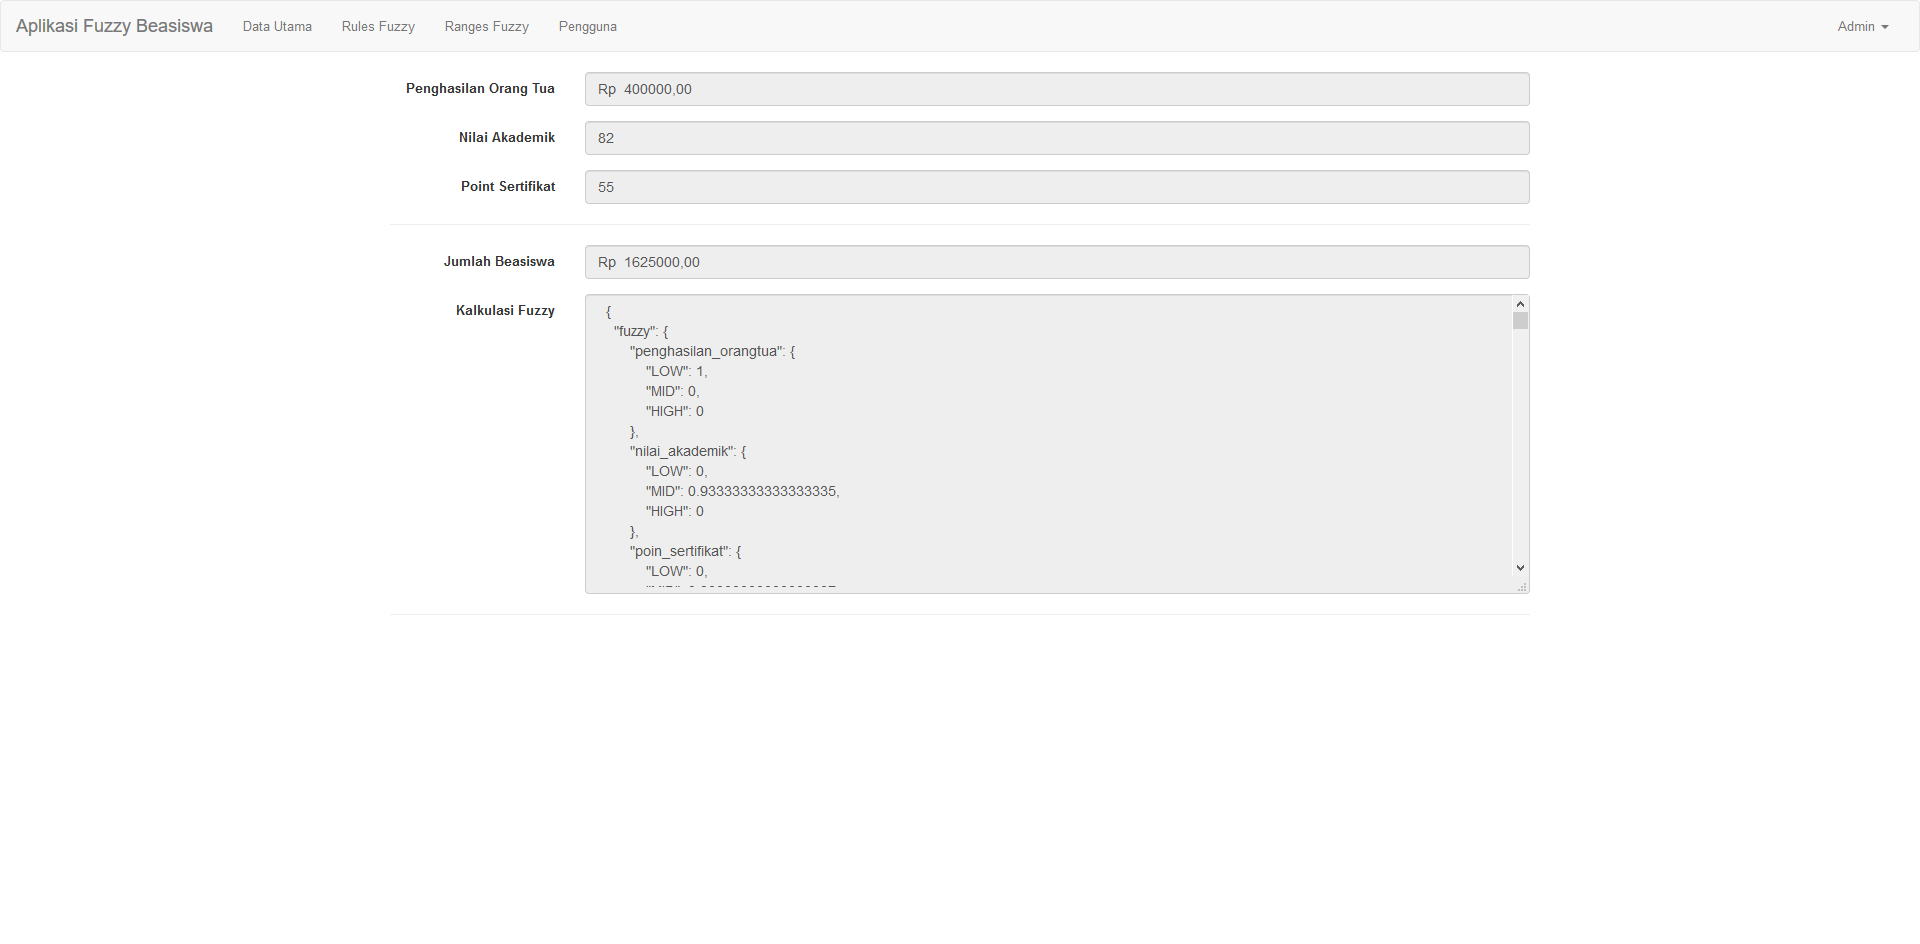 Aplikasi Fuzzy Beasiswa Data Utama Rules Fuzzy Ranges Fuzzy Pengguna Admin
Penghasilan Orang Tua Rp 400000,00
Nilai Akademik 82
Point Sertifikat 55
Jumlah Beasiswa Rp 1625000,00
Kalkulasi Fuzzy {
"fuzzy": {
"penghasilan_orangtua": {
"LOW": 1,
"MID": 0,
"HIGH": 0
},
"nilai_akademik": {
"LOW": 0,
"MID": 0.93333333333333335,
"HIGH": 0
},
"poin_sertifikat": {
"LOW": 0,